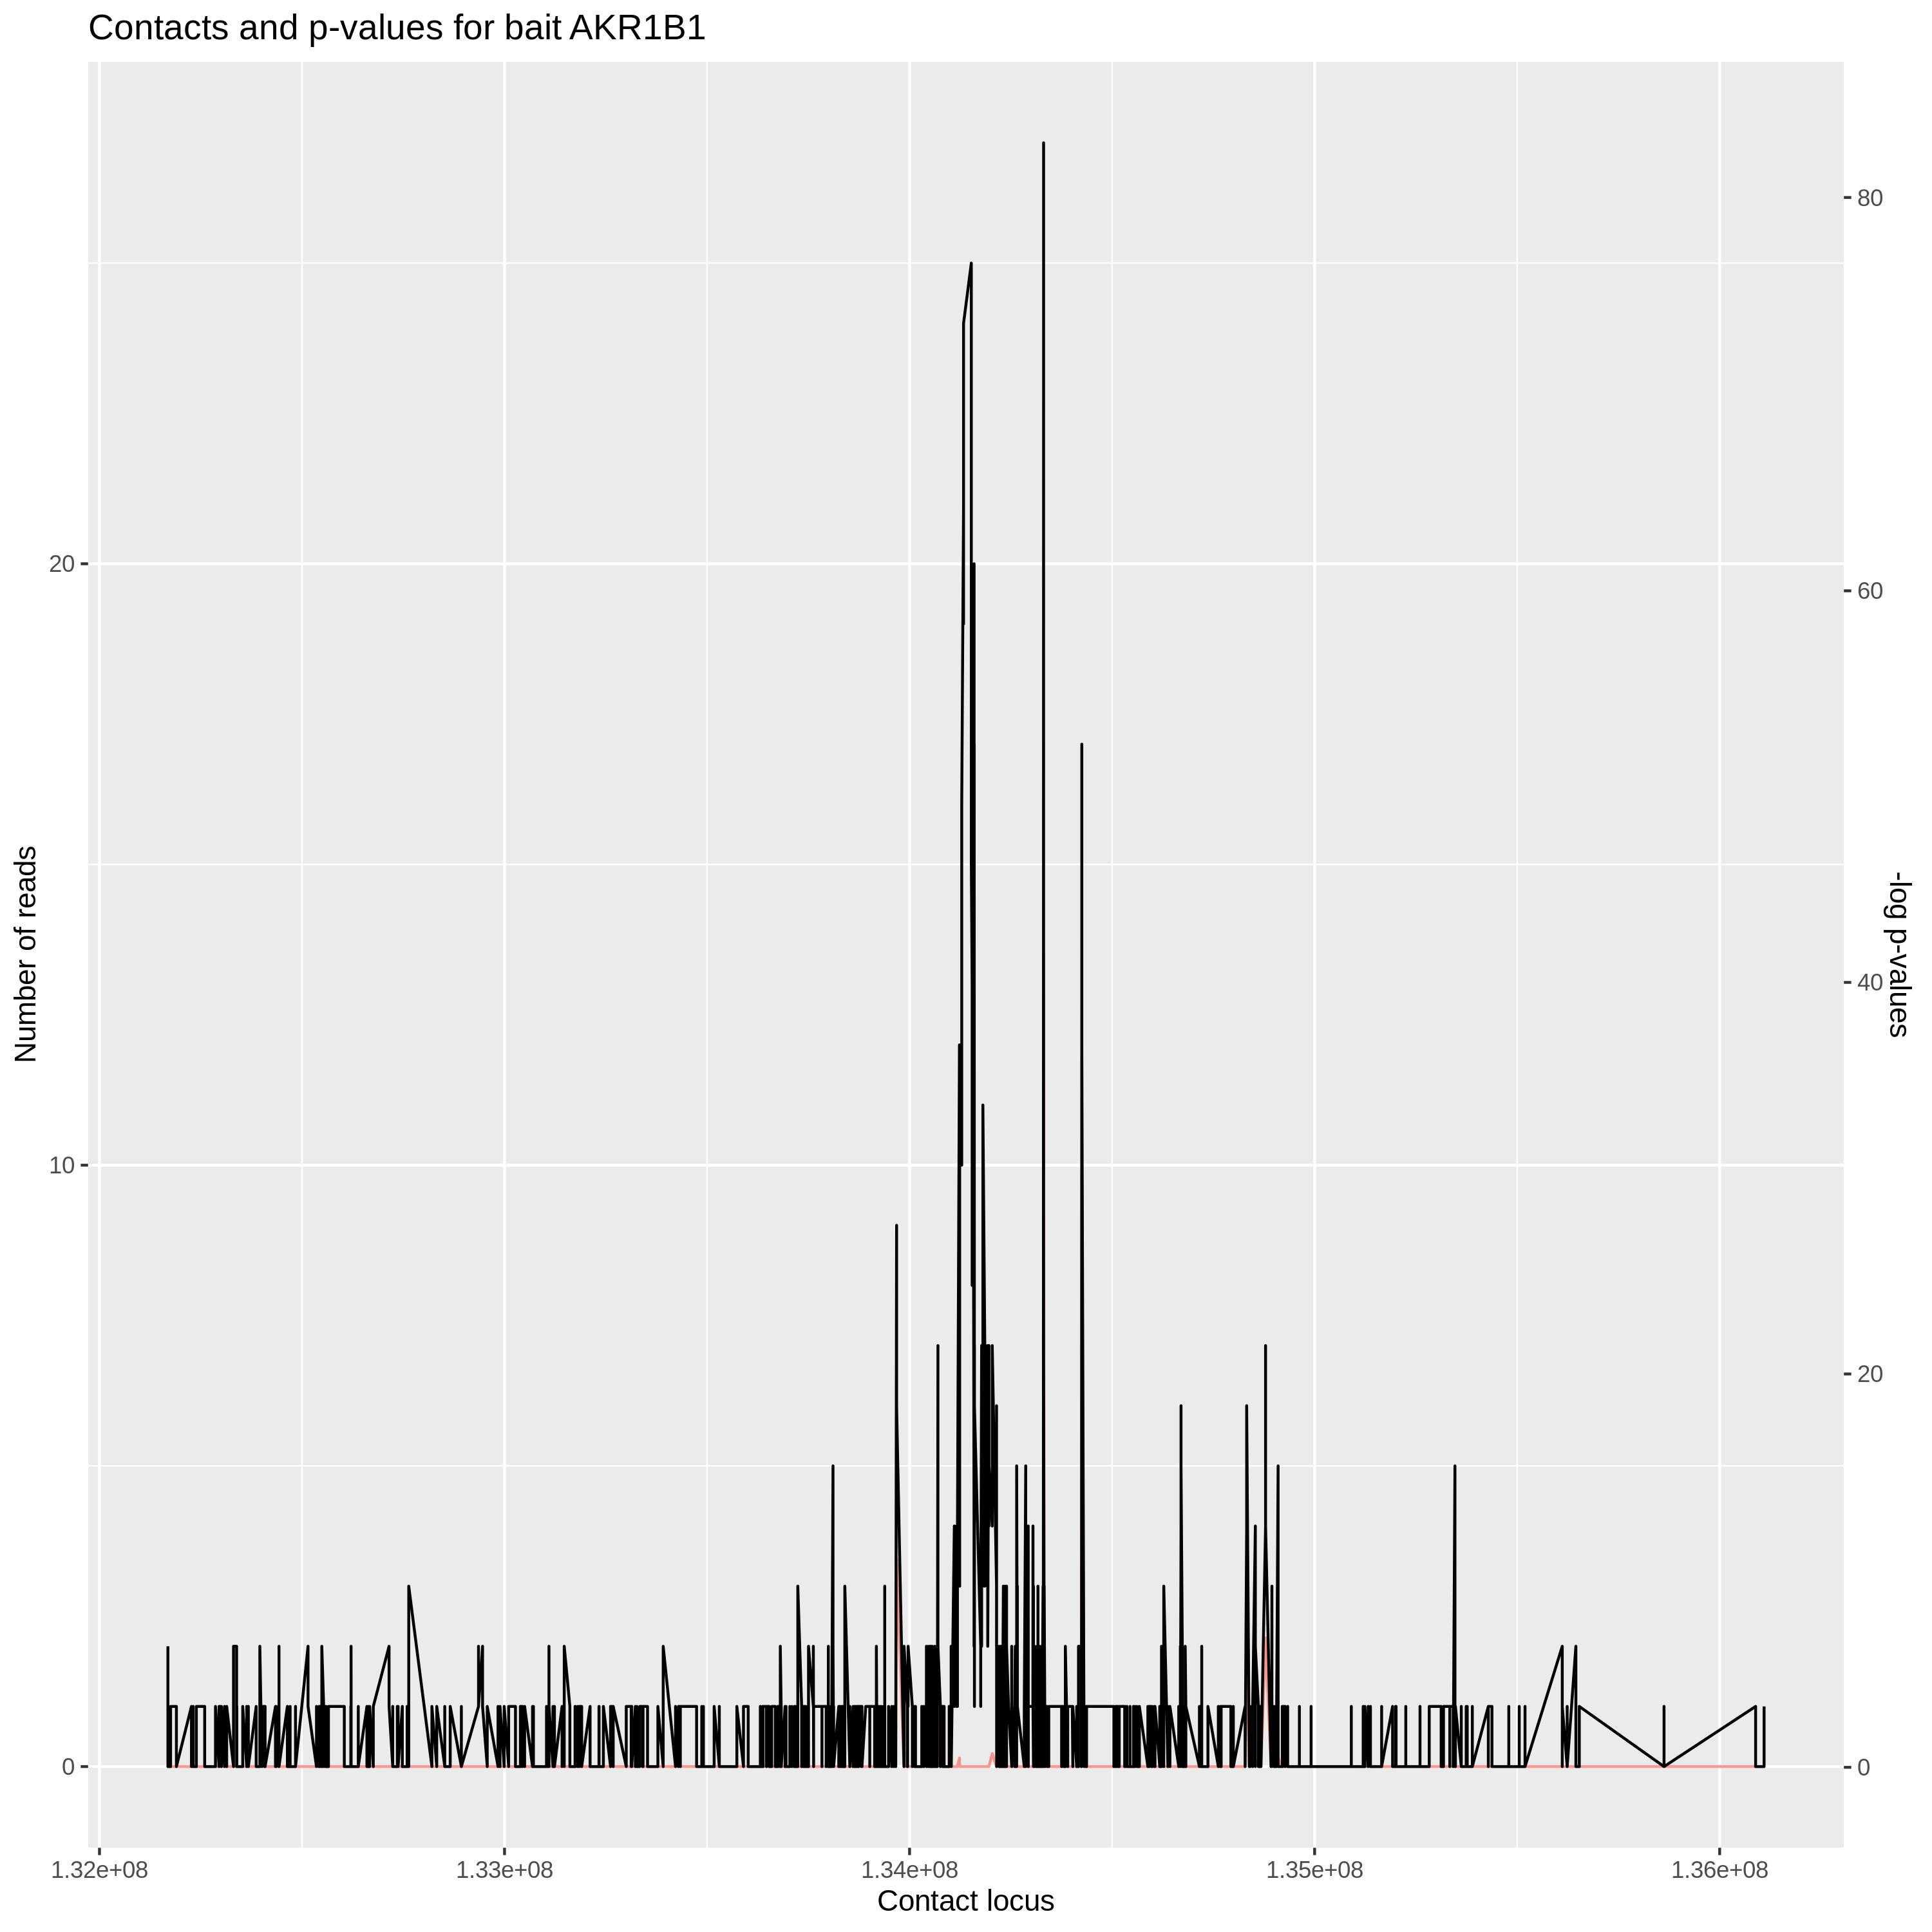 Contacts and p-values for bait AKR1B1
Number of reads
20
10
0
80
60
40
20
0
-log p-values
1.32e+08 1.33e+08 1.34e+08 1.35e+08 1.36e+08
Contact locus